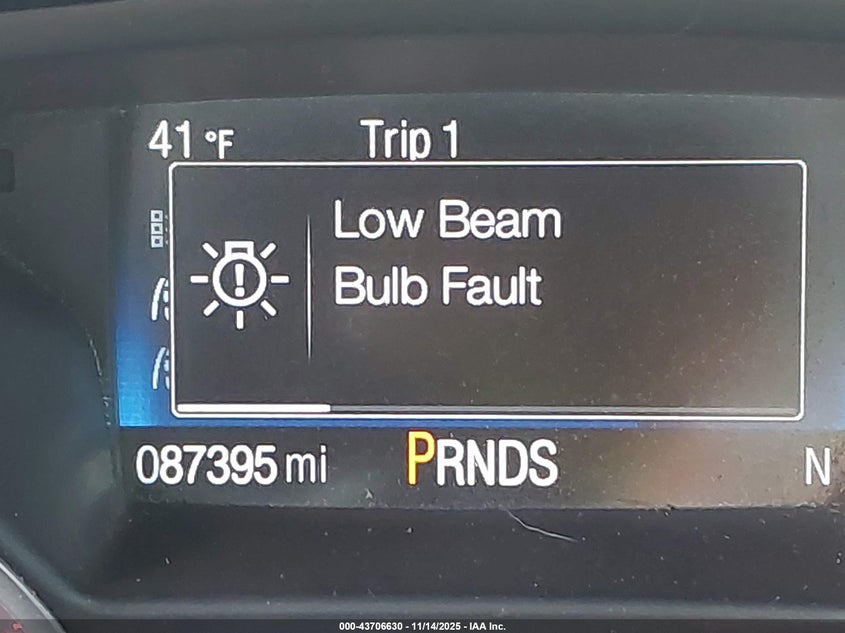 41 °F Trip 1
Low Beam
Bulb Fault
087395 mi PRNDS N
000-43706630 - 11/14/2025 - IAA Inc.